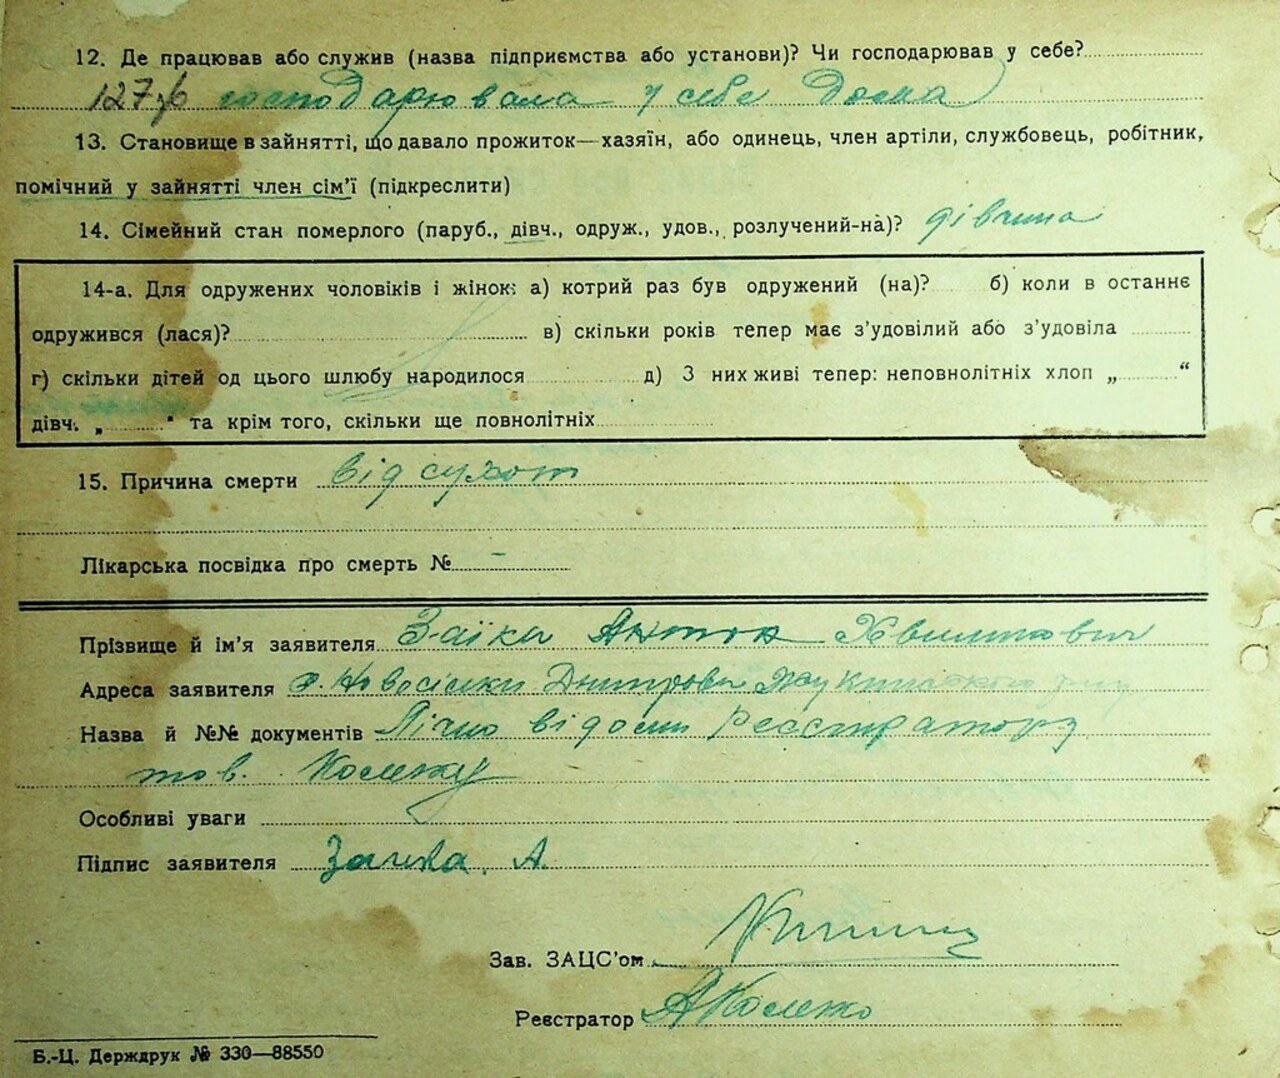 12. Де працював або служив (назва підприємства або установи)? Чи господарював у себе?
господарювала у себе дома
13. Становище в зайнятті, що давало прожиток—хазяїн, або одинець, член артіли, службовець, робітник,
помічний у зайнятті член сім'ї (підкреслити)
14. Сімейний стан померлого (паруб., дівч., одруж., удов., розлучений-на)? дівчина
14-а. Для одружених чоловіків і жінок: а) котрий раз був одружений (на)? б) коли в останнє
одружився (лася)? в) скільки років тепер має з'удовілий або з'удовіла
г) скільки дітей од цього шлюбу народилося д) З них живі тепер: неповнолітніх хлоп „ “
дівч. „ “ та крім того, скільки ще повнолітніх
15. Причина смерти від сухот
Лікарська посвідка про смерть № –
Прізвище й ім'я заявителя Заїка Антон
Адреса заявителя с. Новосілки
Назва й №№ документів Лічно відоми Реєстратору
тов.
Особливі уваги
Підпис заявителя Заика. А.
Зав. ЗАЦС'ом
Реєстратор
Б.-Ц. Держдрук № 330—88550